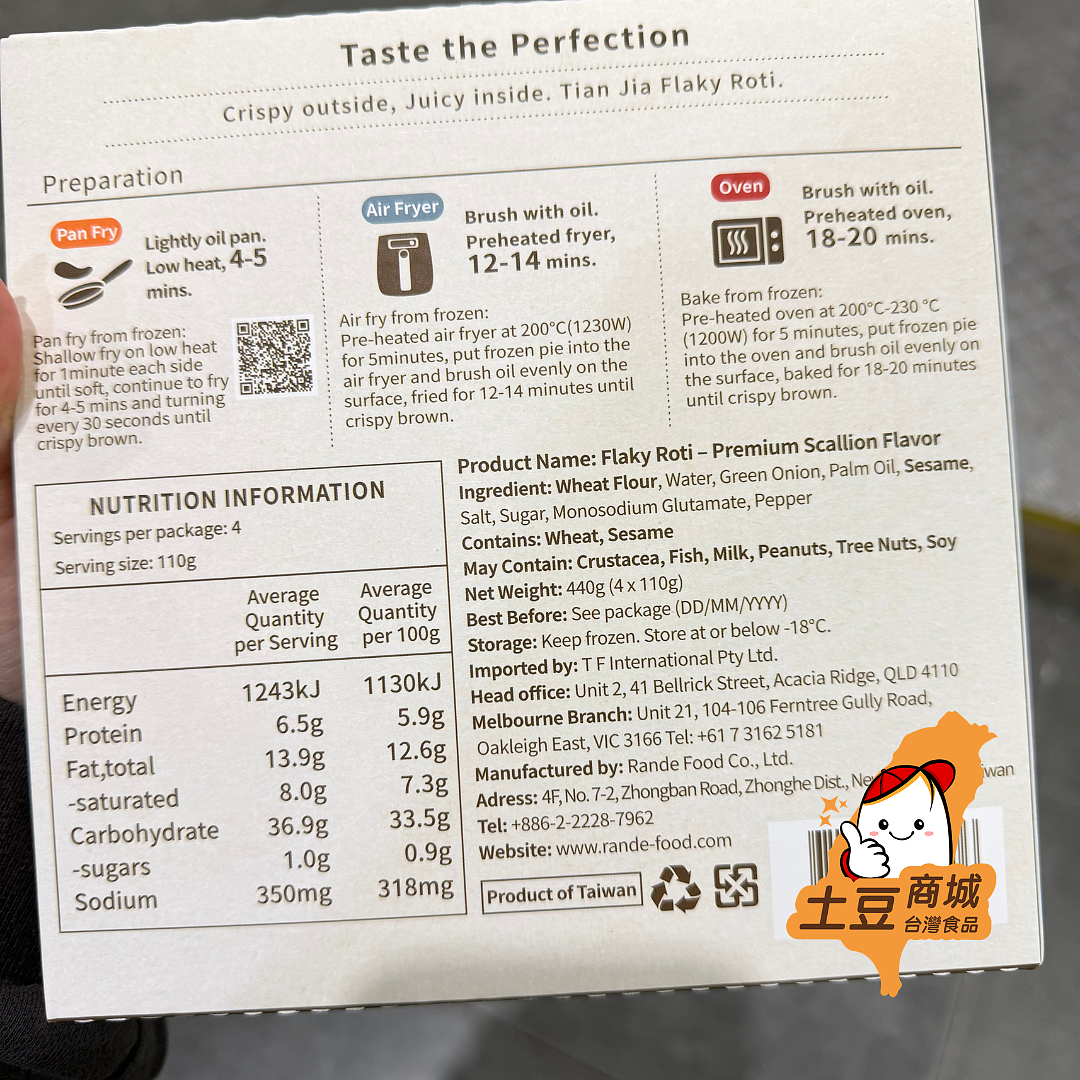 Taste the Perfection
Crispy outside, Juicy inside. Tian Jia Flaky Roti.
Preparation
Pan Fry
Lightly oil pan.
Low heat, 4-5
mins.
Pan fry from frozen:
Shallow fry on low heat
for 1minute each side
until soft, continue to fry
for 4-5 mins and turning
every 30 seconds until
crispy brown.
Air Fryer
Brush with oil.
Preheated fryer,
12-14 mins.
Air fry from frozen:
Pre-heated air fryer at 200°C(1230W)
for 5minutes, put frozen pie into the
air fryer and brush oil evenly on the
surface, fried for 12-14 minutes until
crispy brown.
Oven
Brush with oil.
Preheated oven,
18-20 mins.
Bake from frozen:
Pre-heated oven at 200°C-230 °C
(1200W) for 5 minutes, put frozen pie
into the oven and brush oil evenly on
the surface, baked for 18-20 minutes
until crispy brown.
NUTRITION INFORMATION
Servings per package: 4
Serving size: 110g
Average Quantity per Serving
Average Quantity per 100g
Energy 1243kJ 1130kJ
Protein 6.5g 5.9g
Fat,total 13.9g 12.6g
-saturated 8.0g 7.3g
Carbohydrate 36.9g 33.5g
-sugars 1.0g 0.9g
Sodium 350mg 318mg
Product Name: Flaky Roti – Premium Scallion Flavor
Ingredient: Wheat Flour, Water, Green Onion, Palm Oil, Sesame,
Salt, Sugar, Monosodium Glutamate, Pepper
Contains: Wheat, Sesame
May Contain: Crustacea, Fish, Milk, Peanuts, Tree Nuts, Soy
Net Weight: 440g (4 x 110g)
Best Before: See package (DD/MM/YYYY)
Storage: Keep frozen. Store at or below -18°C.
Imported by: T F International Pty Ltd.
Head office: Unit 2, 41 Bellrick Street, Acacia Ridge, QLD 4110
Melbourne Branch: Unit 21, 104-106 Ferntree Gully Road,
Oakleigh East, VIC 3166 Tel: +61 7 3162 5181
Manufactured by: Rande Food Co., Ltd.
Adress: 4F, No. 7-2, Zhongban Road, Zhonghe Dist.,
Tel: +886-2-2228-7962
Website: www.rande-food.com
Product of Taiwan
土豆商城
台灣食品